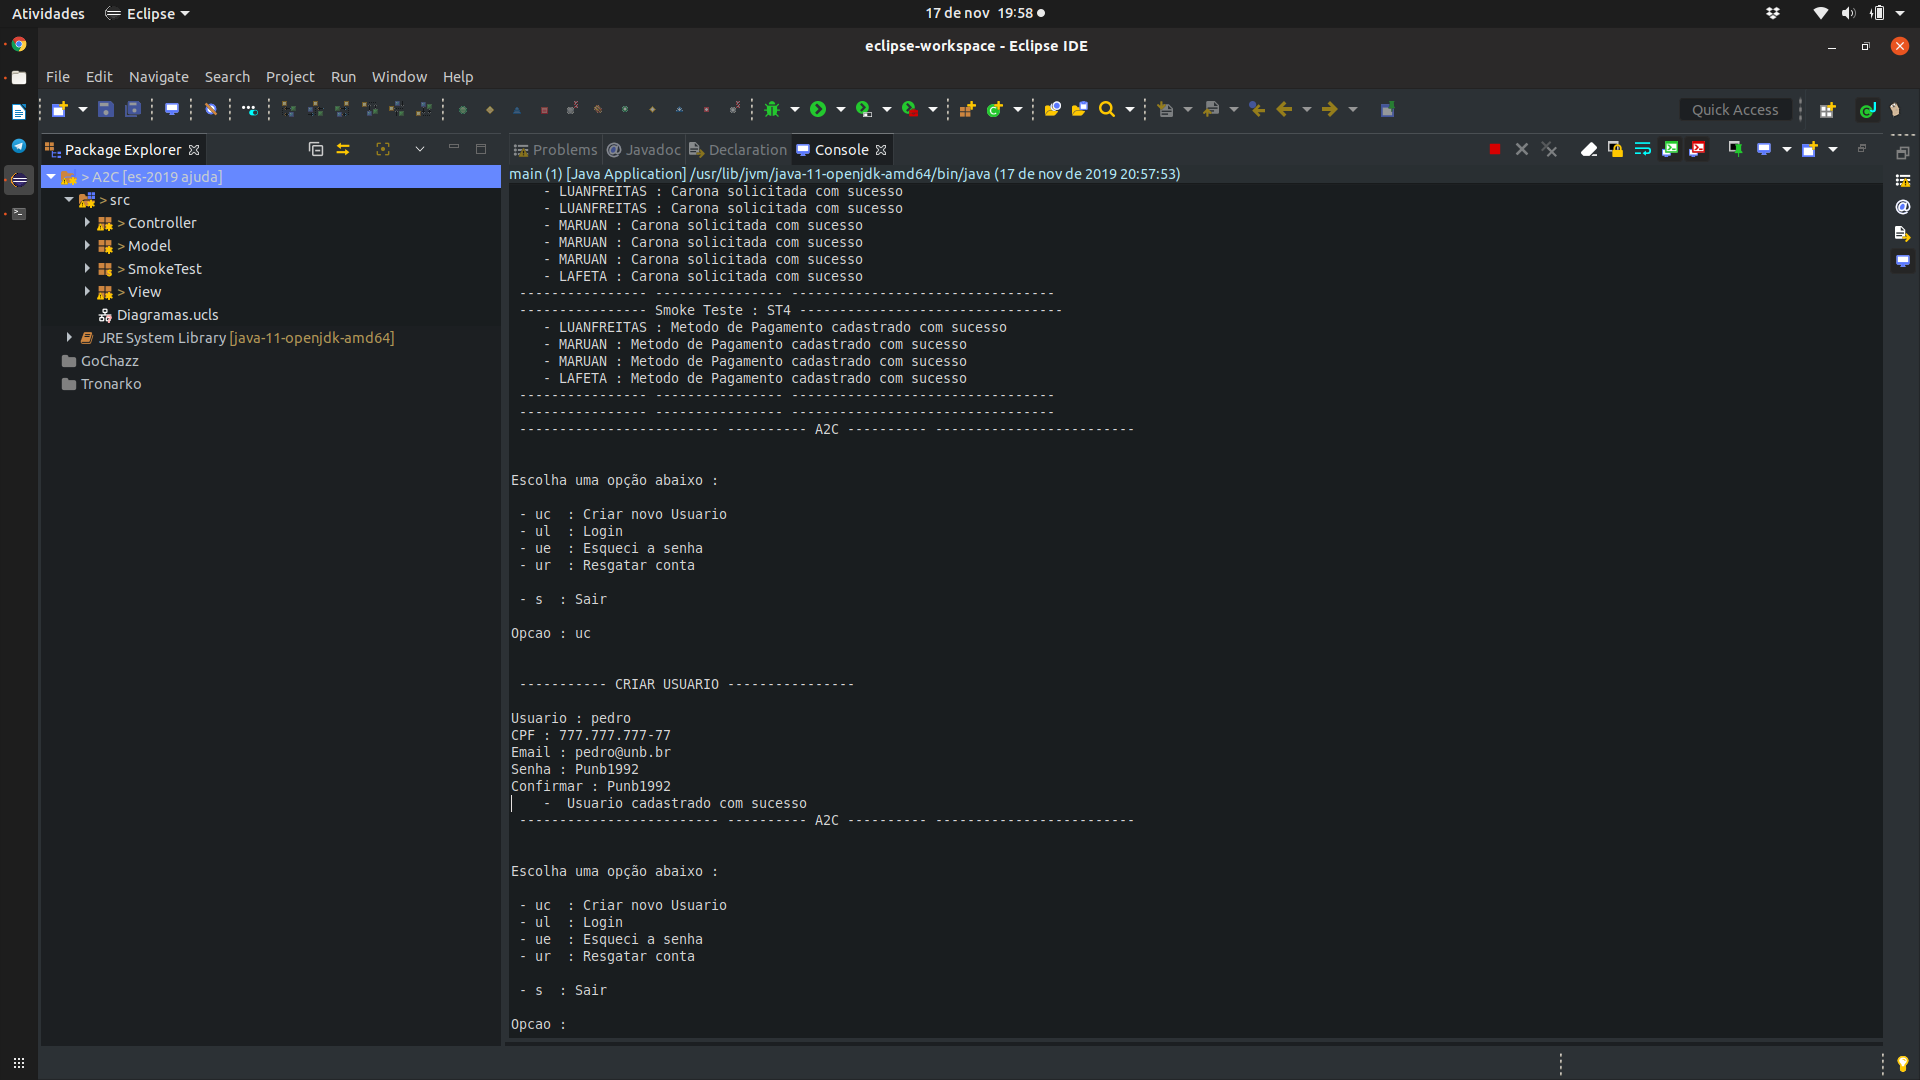 Atividades Eclipse 17 de nov 19:58
eclipse-workspace - Eclipse IDE
File Edit Navigate Search Project Run Window Help
Quick Access
Package Explorer
> A2C [es-2019 ajuda]
> src
> Controller
> Model
> SmokeTest
> View
Diagramas.ucls
JRE System Library [java-11-openjdk-amd64]
GoChazz
Tronarko
Problems @ Javadoc Declaration Console
main (1) [Java Application] /usr/lib/jvm/java-11-openjdk-amd64/bin/java (17 de nov de 2019 20:57:53)
- LUANFREITAS : Carona solicitada com sucesso
- LUANFREITAS : Carona solicitada com sucesso
- MARUAN : Carona solicitada com sucesso
- MARUAN : Carona solicitada com sucesso
- MARUAN : Carona solicitada com sucesso
- LAFETA : Carona solicitada com sucesso
---------------- ---------------- ---------------------------------
---------------- Smoke Teste : ST4 ---------------------------------
- LUANFREITAS : Metodo de Pagamento cadastrado com sucesso
- MARUAN : Metodo de Pagamento cadastrado com sucesso
- MARUAN : Metodo de Pagamento cadastrado com sucesso
- LAFETA : Metodo de Pagamento cadastrado com sucesso
---------------- ---------------- ---------------------------------
---------------- ---------------- ---------------------------------
------------------------- ---------- A2C ---------- -------------------------
Escolha uma opção abaixo :
- uc : Criar novo Usuario
- ul : Login
- ue : Esqueci a senha
- ur : Resgatar conta
- s : Sair
Opcao : uc
----------- CRIAR USUARIO ----------------
Usuario : pedro
CPF : 777.777.777-77
Email : pedro@unb.br
Senha : Punb1992
Confirmar : Punb1992
- Usuario cadastrado com sucesso
------------------------- ---------- A2C ---------- -------------------------
Escolha uma opção abaixo :
- uc : Criar novo Usuario
- ul : Login
- ue : Esqueci a senha
- ur : Resgatar conta
- s : Sair
Opcao :